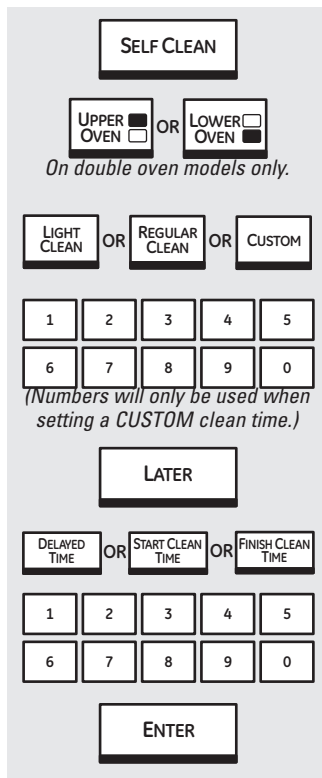 SELF CLEAN
UPPER OVEN OR LOWER OVEN
On double oven models only.
LIGHT CLEAN OR REGULAR CLEAN OR CUSTOM
1 2 3 4 5
6 7 8 9 0
(Numbers will only be used when
setting a CUSTOM clean time.)
LATER
DELAYED TIME OR START CLEAN TIME OR FINISH CLEAN TIME
1 2 3 4 5
6 7 8 9 0
ENTER